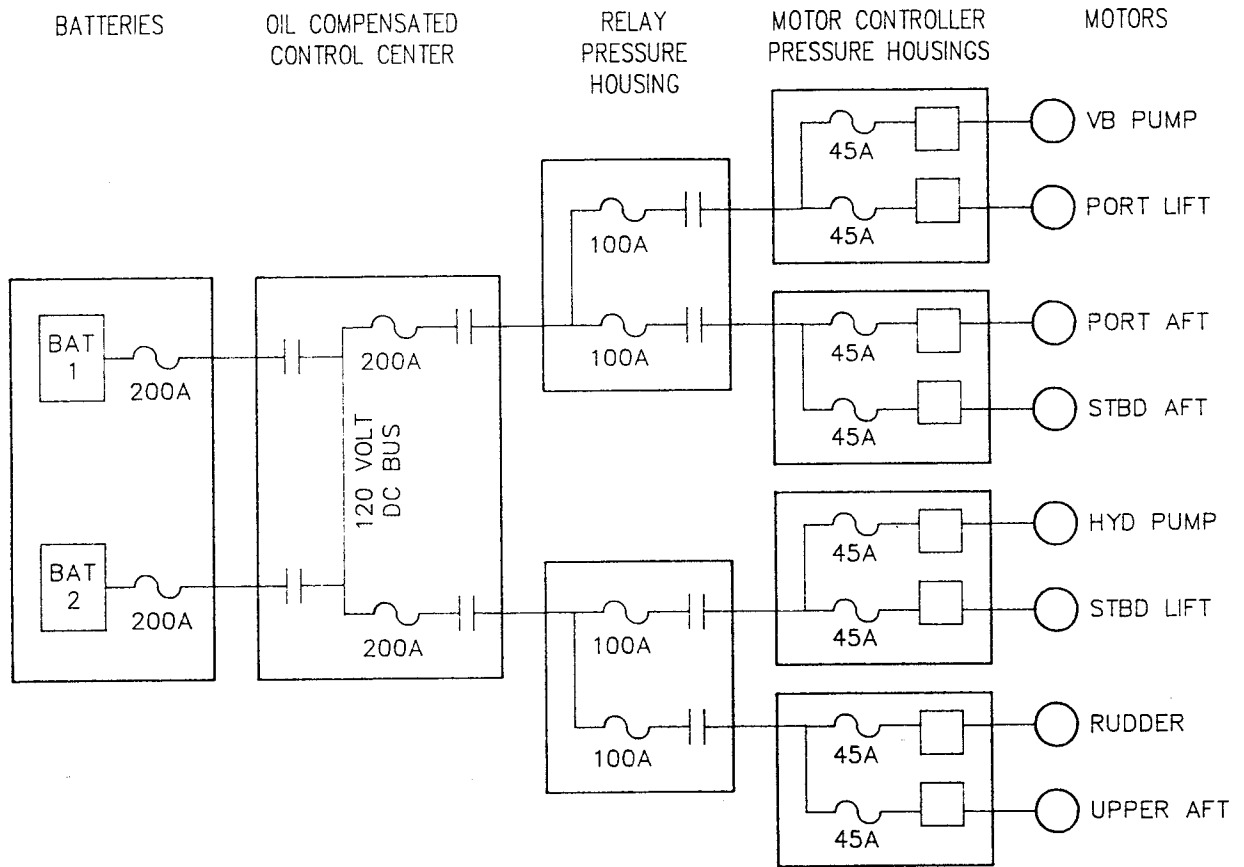 BATTERIES
OIL COMPENSATED
CONTROL CENTER
RELAY
PRESSURE
HOUSING
MOTOR CONTROLLER
PRESSURE HOUSINGS
MOTORS
BAT
1
200A
BAT
2
200A
120 VOLT
DC BUS
200A
200A
100A
100A
100A
100A
45A
VB PUMP
45A
PORT LIFT
45A
PORT AFT
45A
STBD AFT
45A
HYD PUMP
45A
STBD LIFT
45A
RUDDER
45A
UPPER AFT